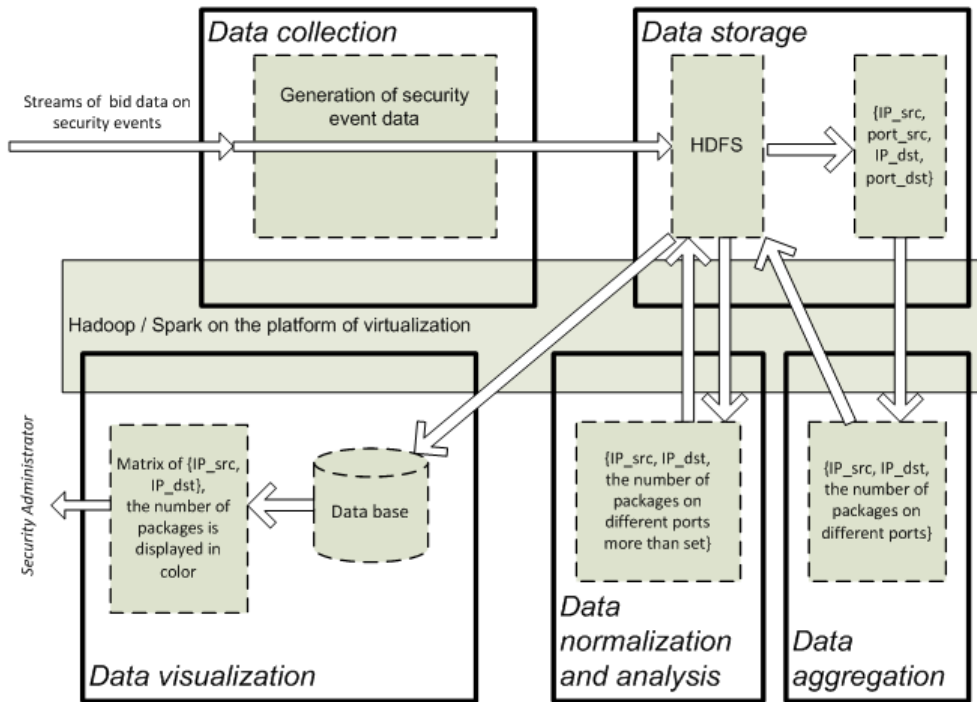 Data collection
Generation of security
event data
Streams of bid data on
security events
Data storage
HDFS
{IP_src,
port_src,
IP_dst,
port_dst}
Hadoop / Spark on the platform of virtualization
Security Administrator
Matrix of {IP_src,
IP_dst},
the number of
packages is
displayed in
color
Data base
Data visualization
{IP_src, IP_dst,
the number of
packages on
different ports
more than set}
Data
normalization
and analysis
{IP_src, IP_dst,
the number of
packages on
different ports}
Data
aggregation